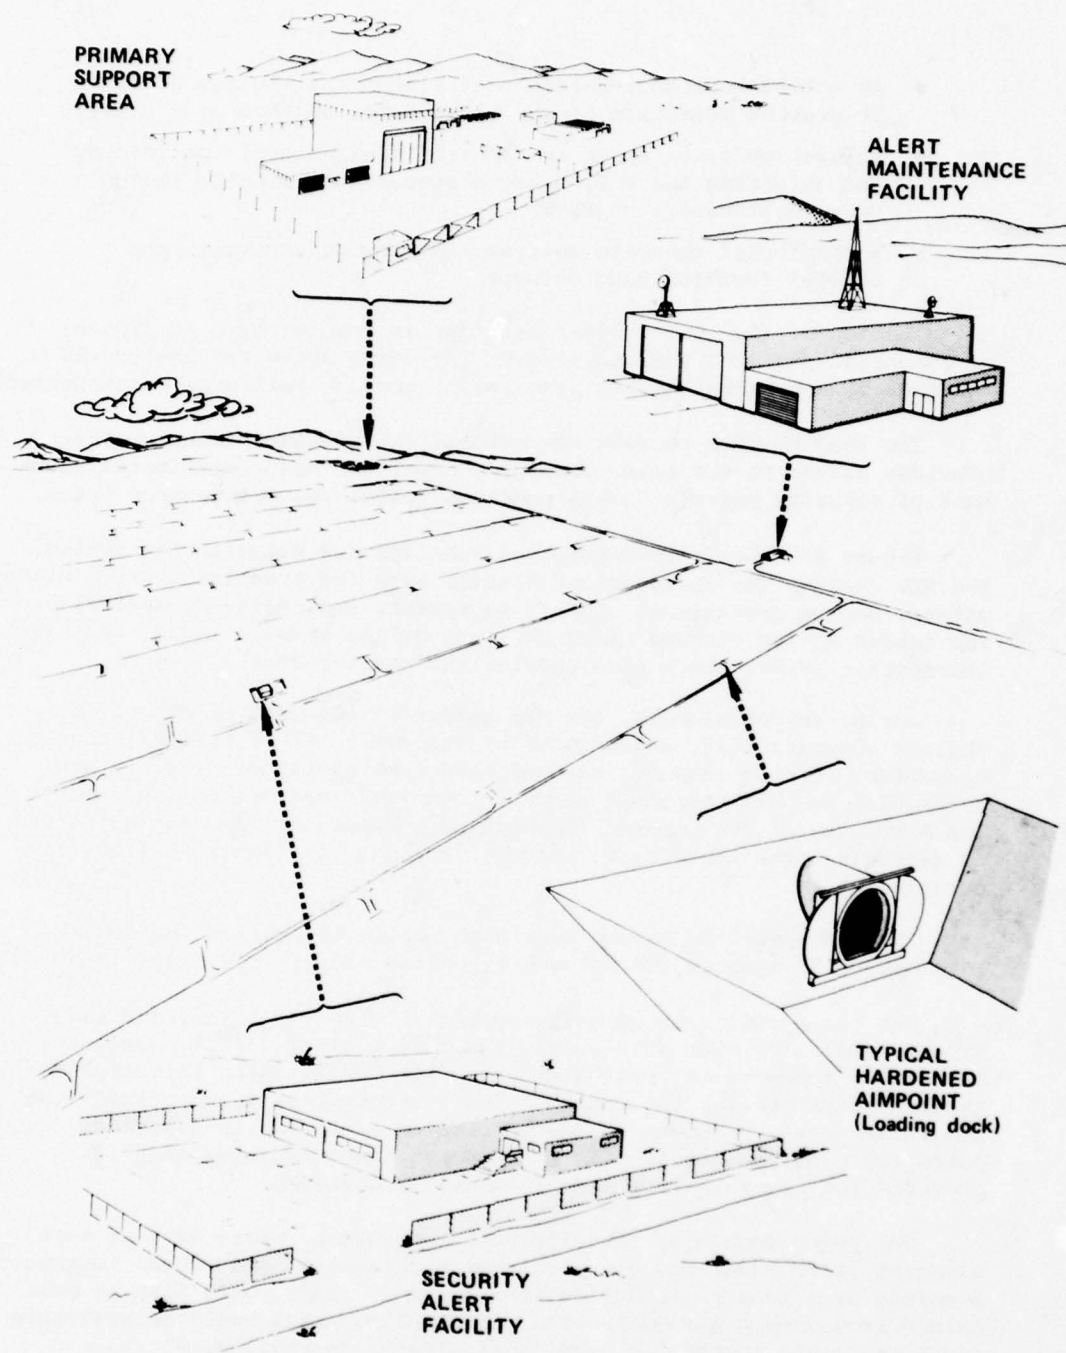 PRIMARY
SUPPORT
AREA
ALERT
MAINTENANCE
FACILITY
TYPICAL
HARDENED
AIMPOINT
(Loading dock)
SECURITY
ALERT
FACILITY